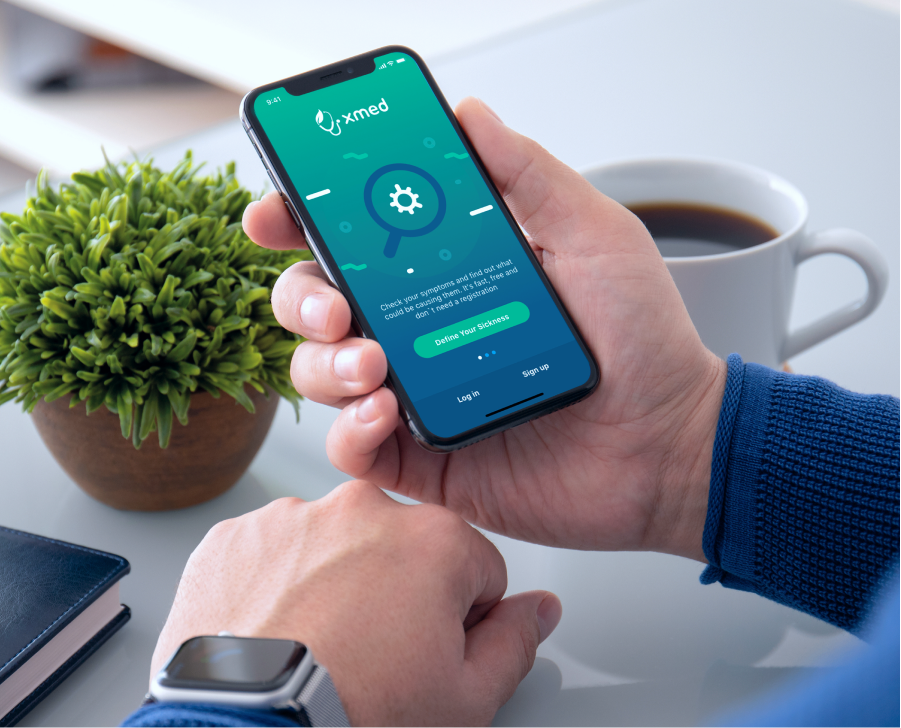 9:41
xmed
Check your symptoms and find out what
could be causing them. It's fast, free and
don`t need a registration
Define Your Sickness
Log in
Sign up